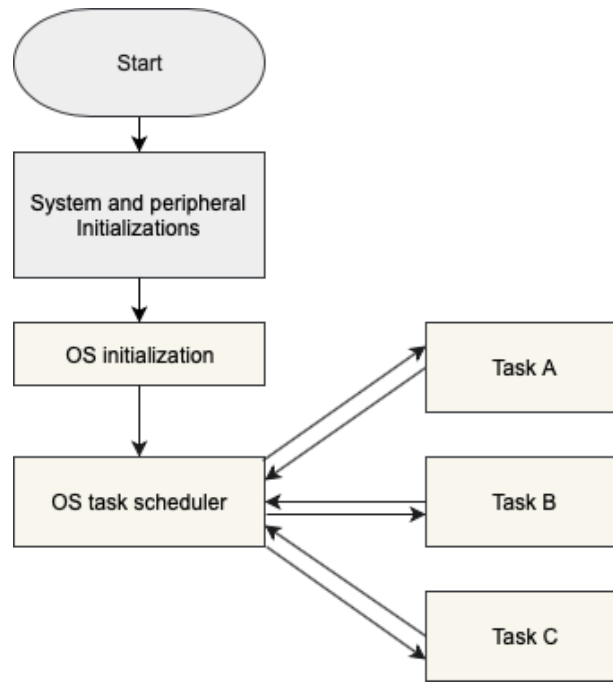 Start
System and peripheral
Initializations
OS initialization
Task A
OS task scheduler
Task B
Task C